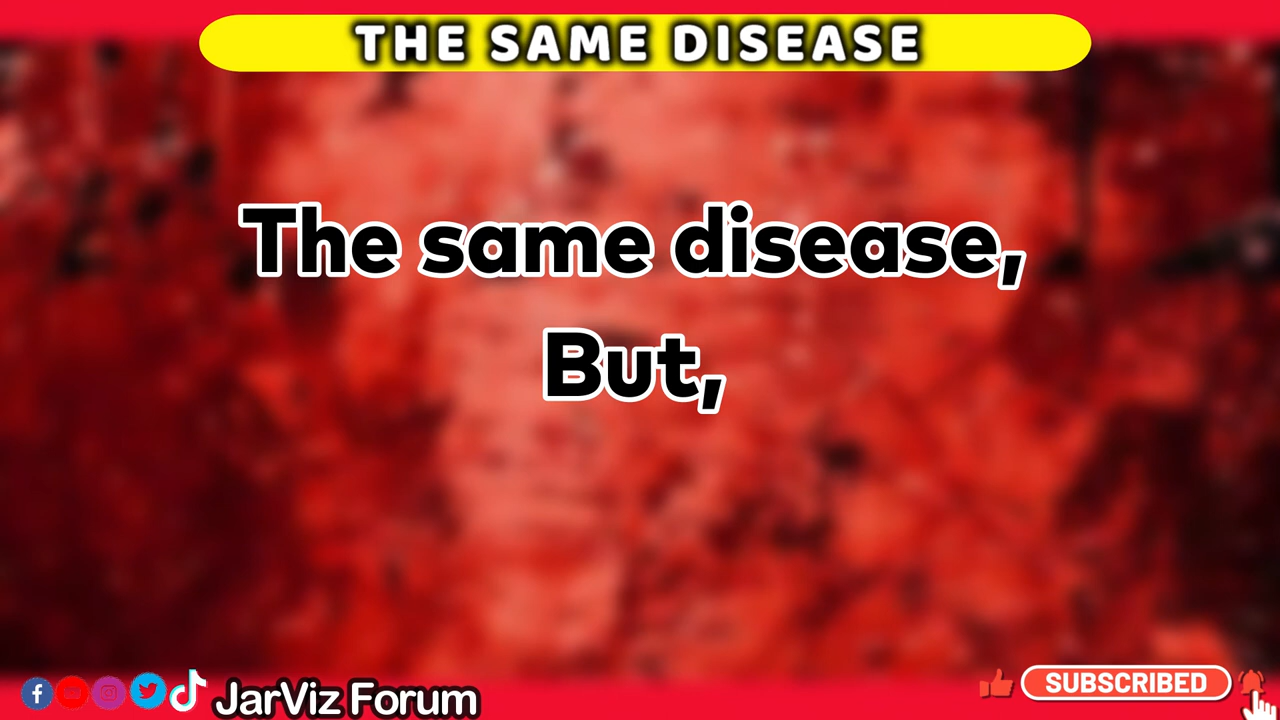 THE SAME DISEASE
The same disease,
But,
JarViz Forum
SUBSCRIBED